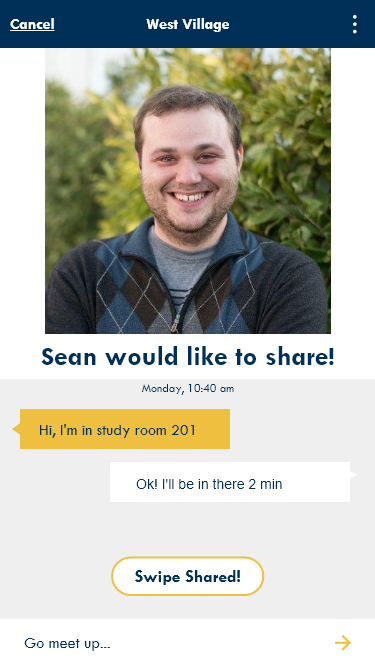 Cancel
West Village
Sean would like to share!
Monday, 10:40 am
Hi, I'm in study room 201
Ok! I'll be in there 2 min
Swipe Shared!
Go meet up...